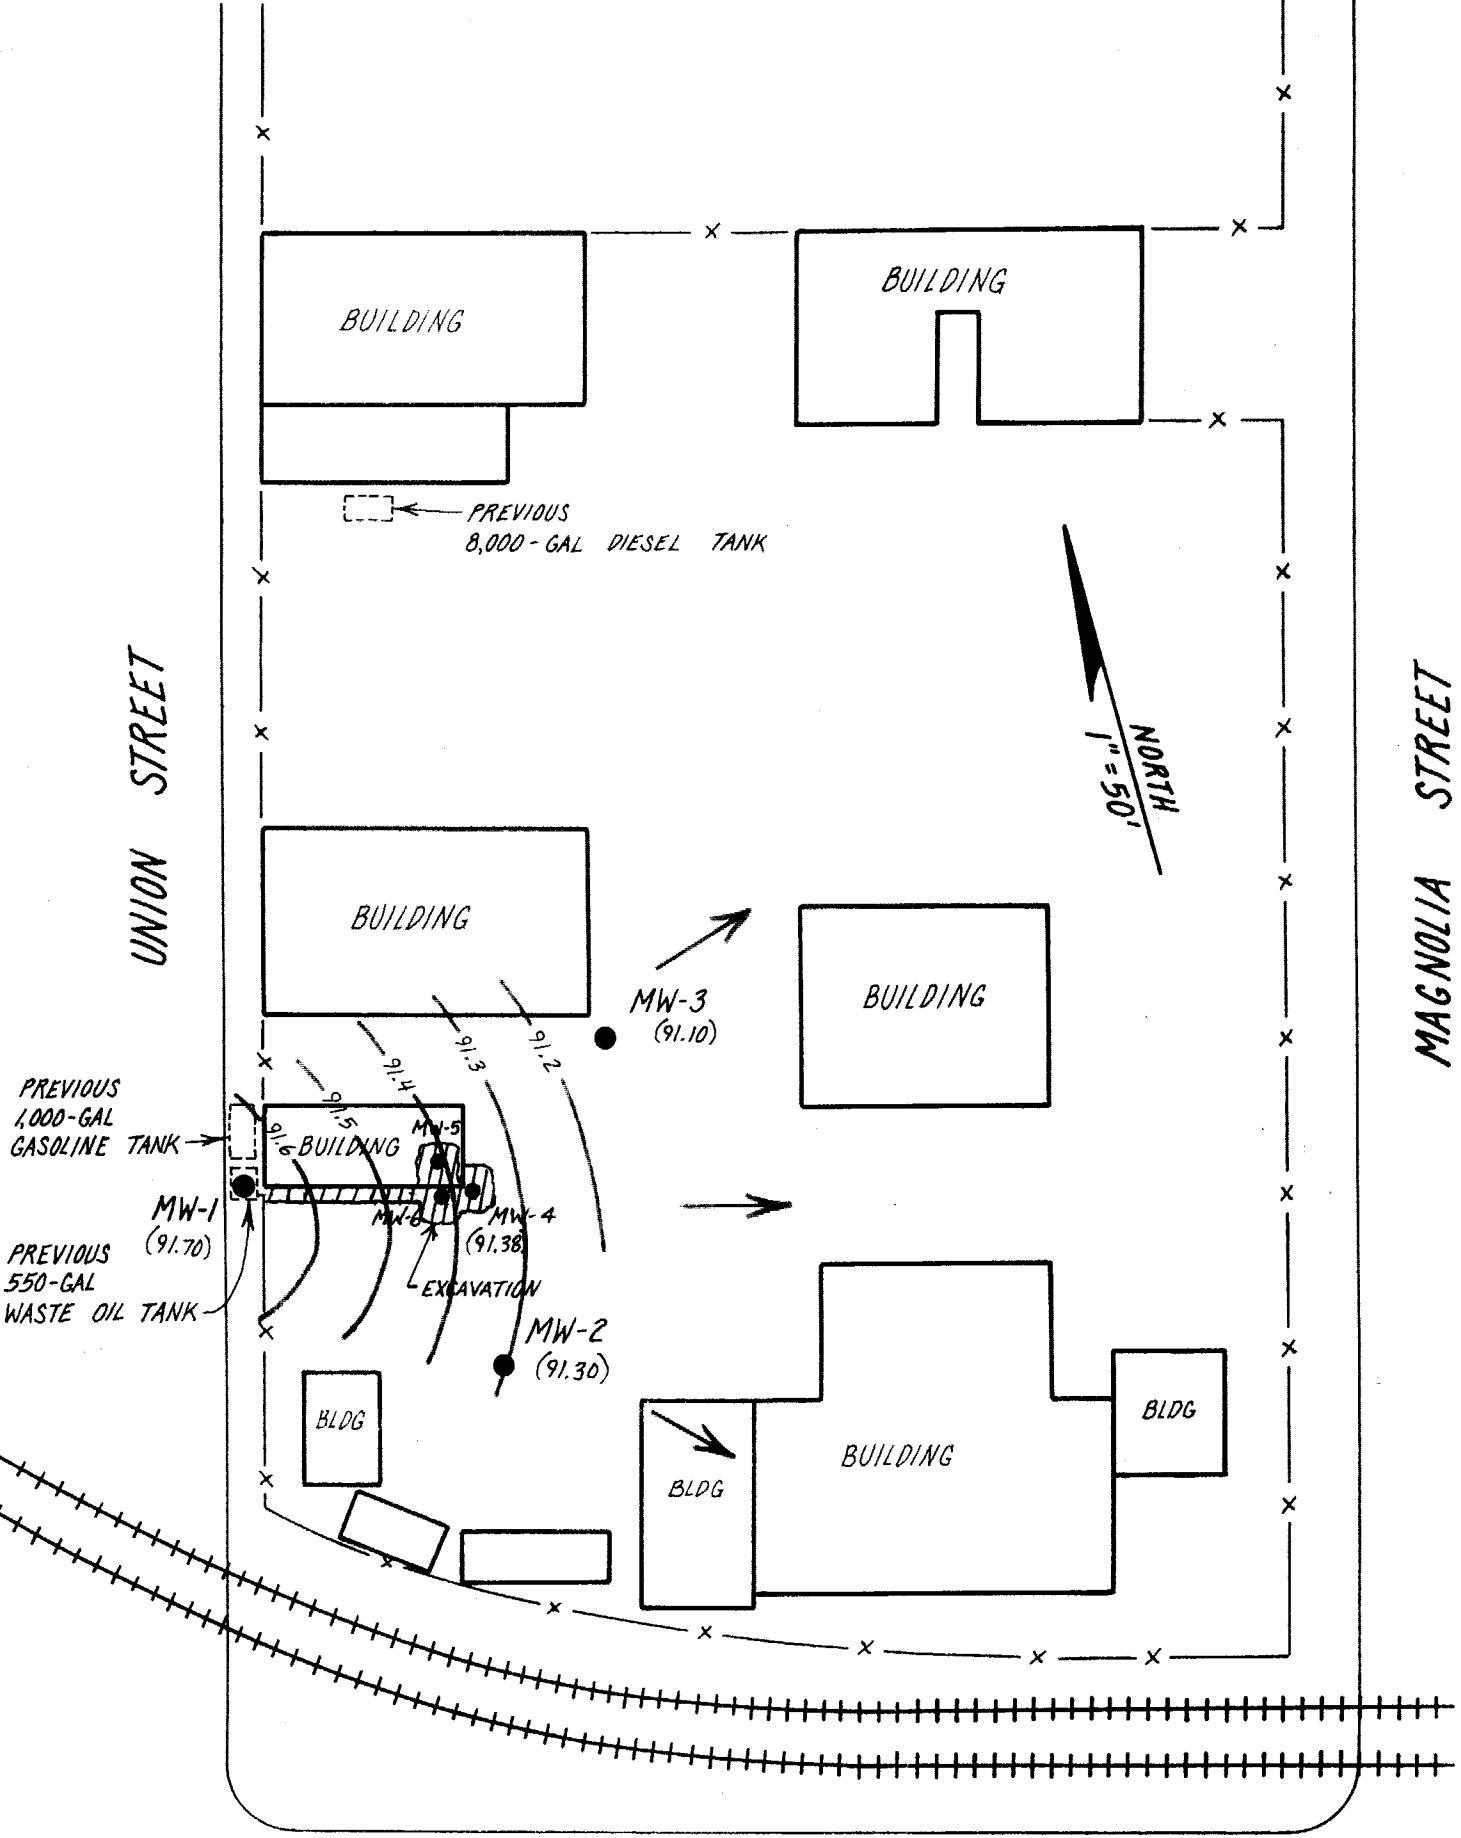 BUILDING
BUILDING
PREVIOUS
8,000-GAL DIESEL TANK
UNION STREET
MAGNOLIA STREET
NORTH
1"=50'
BUILDING
BUILDING
MW-3
(91.10)
91.2
91.3
91.4
91.5
91.6
PREVIOUS
1,000-GAL
GASOLINE TANK
BUILDING
MW-5
MW-1
(91.70)
MW-6
MW-4
(91.38)
EXCAVATION
PREVIOUS
550-GAL
WASTE OIL TANK
MW-2
(91.30)
BLDG
BLDG
BUILDING
BLDG